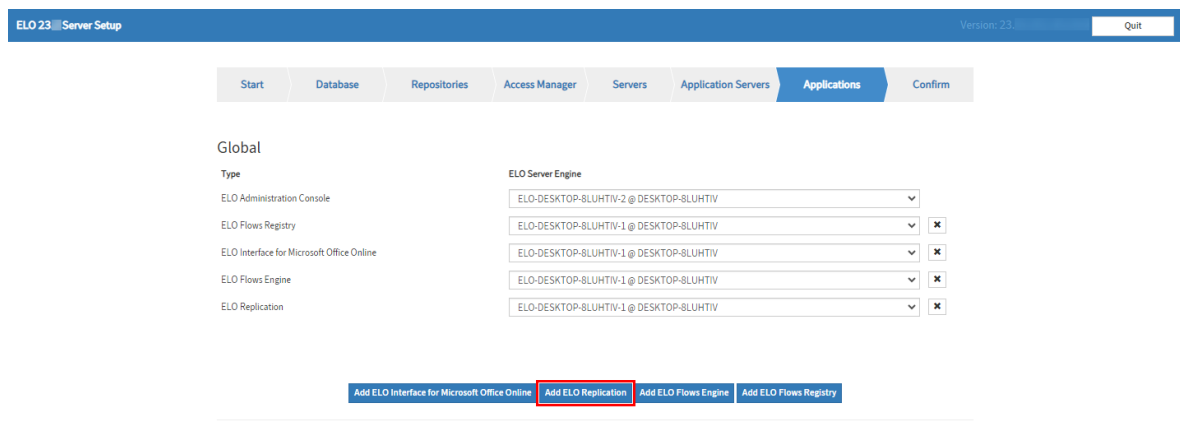 ELO 23 Server Setup
Version: 23.
Quit
Start Database Repositories Access Manager Servers Application Servers Applications Confirm
Global
Type ELO Server Engine
ELO Administration Console ELO-DESKTOP-8LUHTIV-2 @ DESKTOP-8LUHTIV
ELO Flows Registry ELO-DESKTOP-8LUHTIV-1 @ DESKTOP-8LUHTIV
ELO Interface for Microsoft Office Online ELO-DESKTOP-8LUHTIV-1 @ DESKTOP-8LUHTIV
ELO Flows Engine ELO-DESKTOP-8LUHTIV-1 @ DESKTOP-8LUHTIV
ELO Replication ELO-DESKTOP-8LUHTIV-1 @ DESKTOP-8LUHTIV
Add ELO Interface for Microsoft Office Online Add ELO Replication Add ELO Flows Engine Add ELO Flows Registry